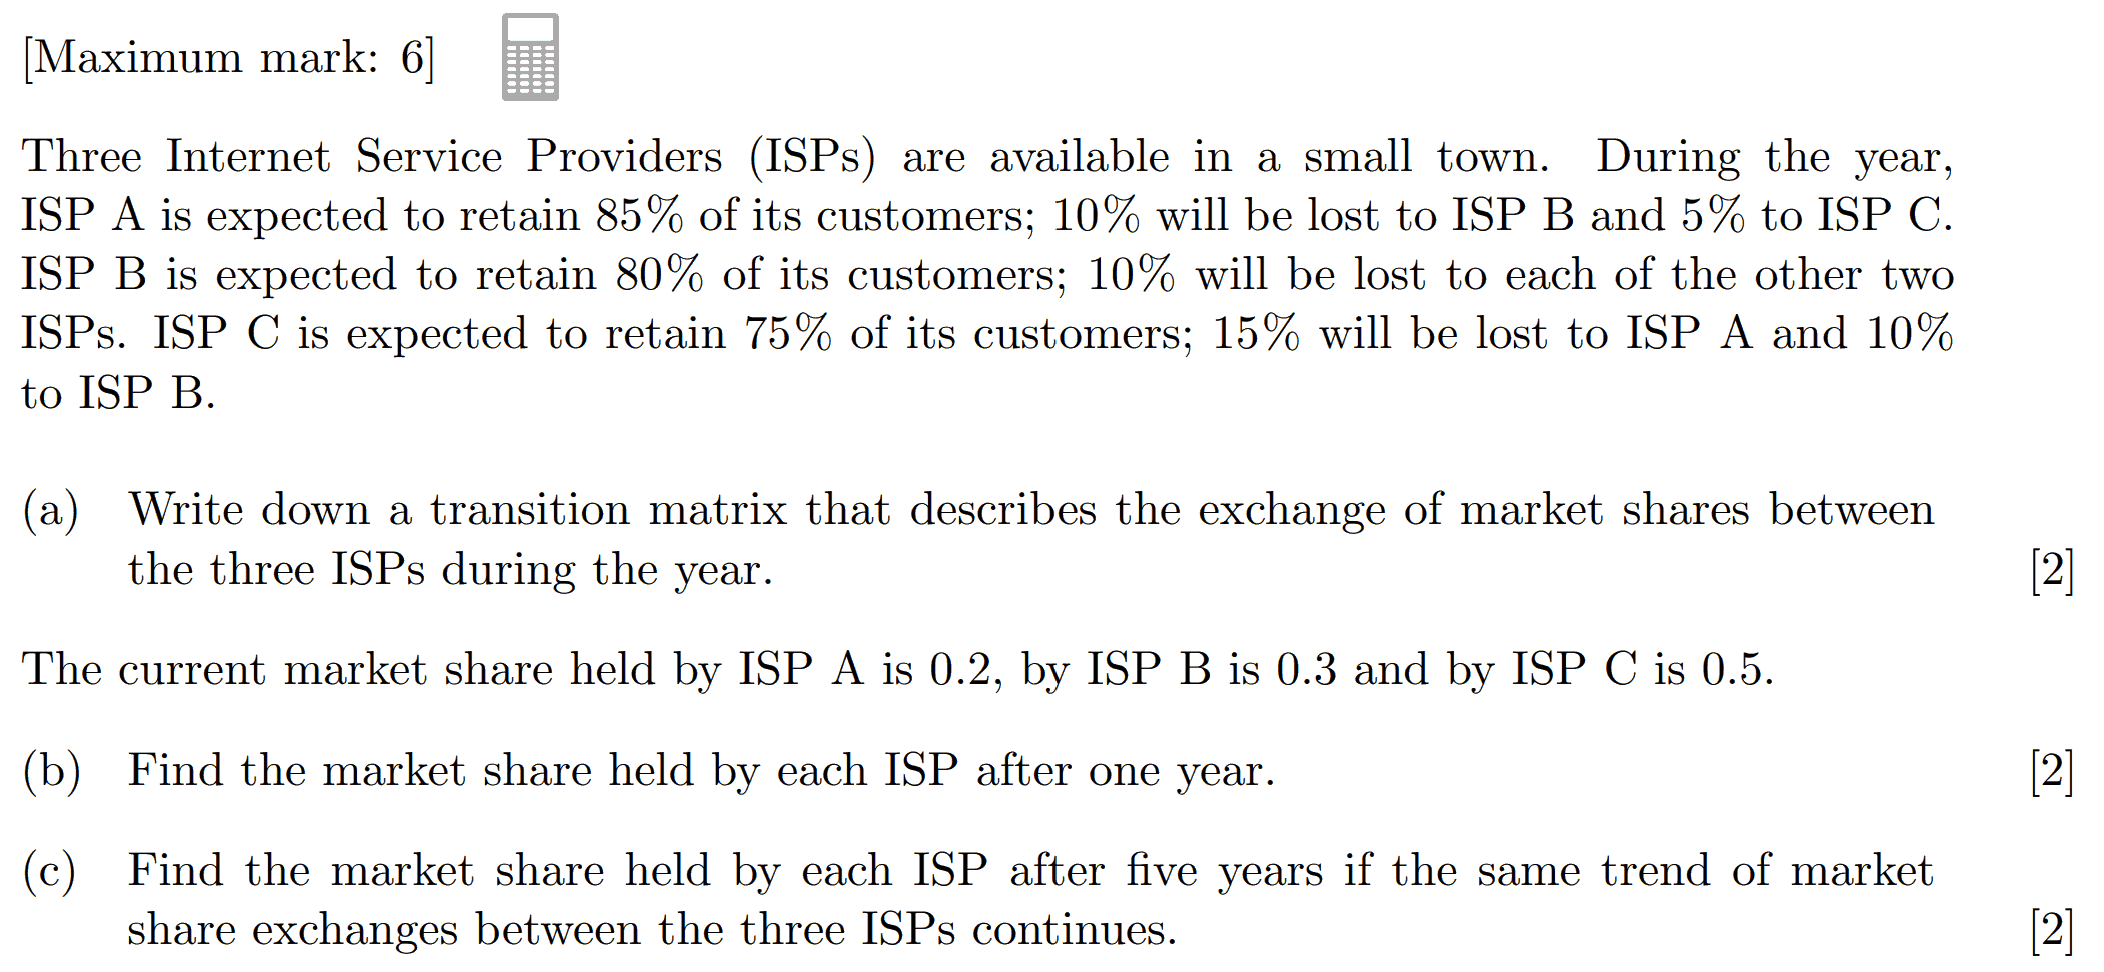 [Maximum mark: 6]
Three Internet Service Providers (ISPs) are available in a small town. During the year,
ISP A is expected to retain 85% of its customers; 10% will be lost to ISP B and 5% to ISP C.
ISP B is expected to retain 80% of its customers; 10% will be lost to each of the other two
ISPs. ISP C is expected to retain 75% of its customers; 15% will be lost to ISP A and 10%
to ISP B.
(a) Write down a transition matrix that describes the exchange of market shares between
the three ISPs during the year. [2]
The current market share held by ISP A is 0.2, by ISP B is 0.3 and by ISP C is 0.5.
(b) Find the market share held by each ISP after one year. [2]
(c) Find the market share held by each ISP after five years if the same trend of market
share exchanges between the three ISPs continues. [2]